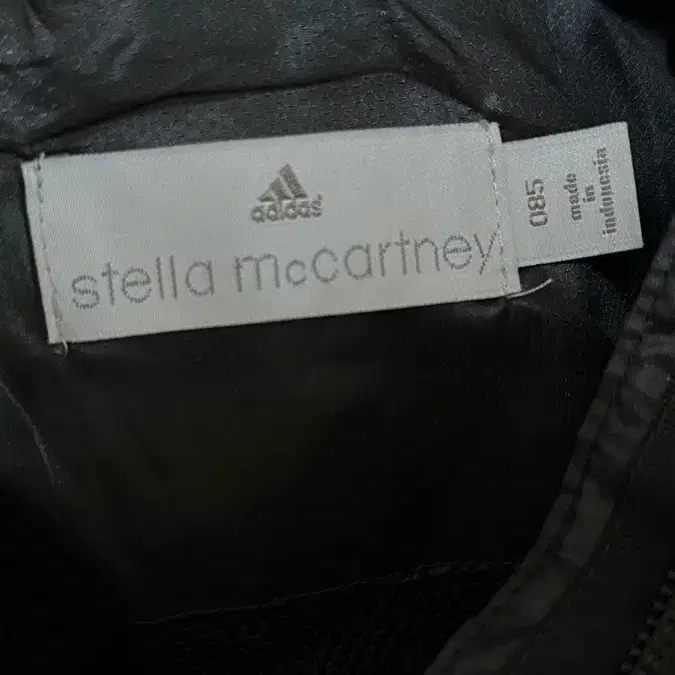 adidas
stella mccartney
085
made
in
indonesia